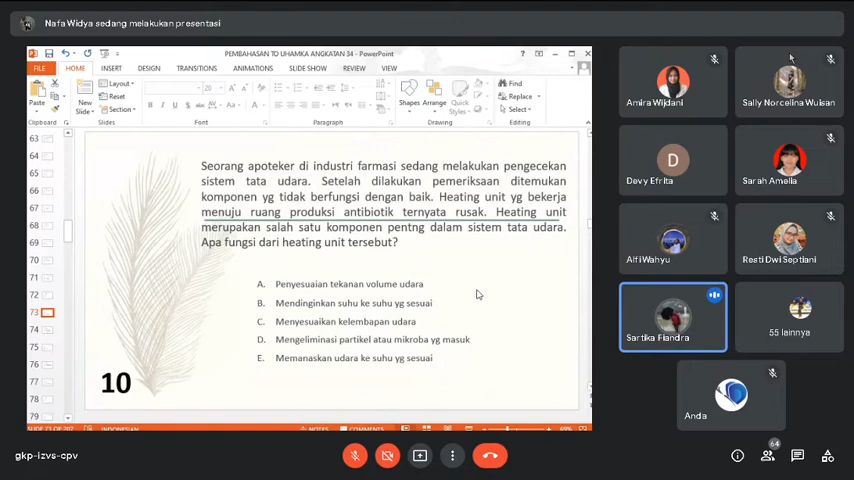 Nafa Widya sedang melakukan presentasi
PEMBAHASAN TO UHAMKA ANGKATAN 34 - PowerPoint
FILE HOME INSERT DESIGN TRANSITIONS ANIMATIONS SLIDE SHOW REVIEW VIEW
Paste
New
Slide
Layout
Reset
Section
Shapes
Arrange
Quick
Styles
Find
Replace
Select
Clipboard Slides Font Paragraph Drawing Editing
63
64
65
66
67
68
69
70
71
72
73
74
75
76
77
78
79
Seorang apoteker di industri farmasi sedang melakukan pengecekan
sistem tata udara. Setelah dilakukan pemeriksaan ditemukan
komponen yg tidak berfungsi dengan baik. Heating unit yg bekerja
menuju ruang produksi antibiotik ternyata rusak. Heating unit
merupakan salah satu komponen pentng dalam sistem tata udara.
Apa fungsi dari heating unit tersebut?
A. Penyesuaian tekanan volume udara
B. Mendinginkan suhu ke suhu yg sesuai
C. Menyesuaikan kelembapan udara
D. Mengeliminasi partikel atau mikroba yg masuk
E. Memanaskan udara ke suhu yg sesuai
10
SLIDE 73 OF 207 INDONESIAN NOTES COMMENTS 69%
Amira Wijdani
Sally Norcelina Wuisan
D
Devy Efrita
Sarah Amelia
Alfi Wahyu
Resti Dwi Septiani
Sartika Fiandra
55 lainnya
Anda
gkp-izvs-cpv
64